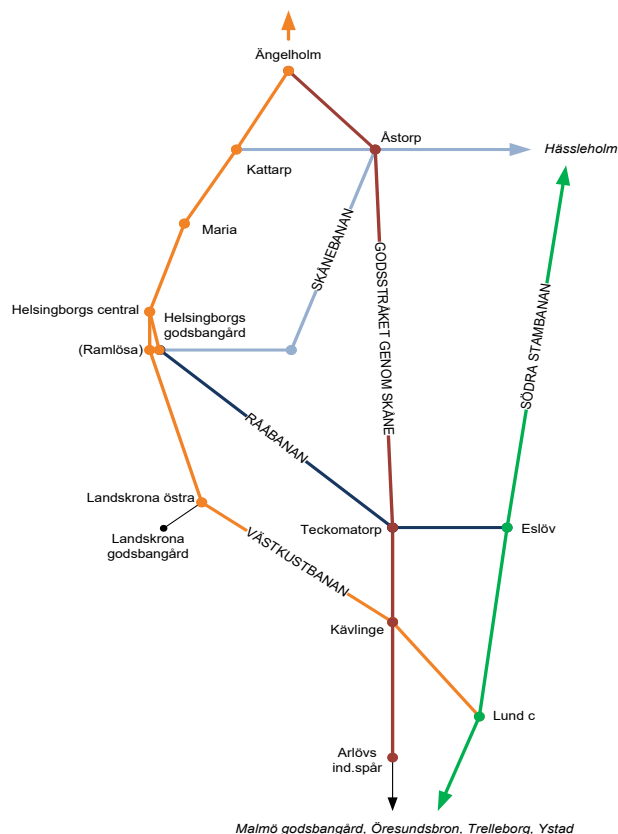 Ängelholm
Åstorp
Hässleholm
Kattarp
SKÅNEBANAN
Maria
GODSSTRÅKET GENOM SKÅNE
SÖDRA STAMBANAN
Helsingborgs central
Helsingborgs
godsbangård
(Ramlösa)
RÅÅBANAN
Landskrona östra
Landskrona
godsbangård
VÄSTKUSTBANAN
Teckomatorp
Eslöv
Kävlinge
Lund c
Arlövs
ind.spår
Malmö godsbangård, Öresundsbron, Trelleborg, Ystad